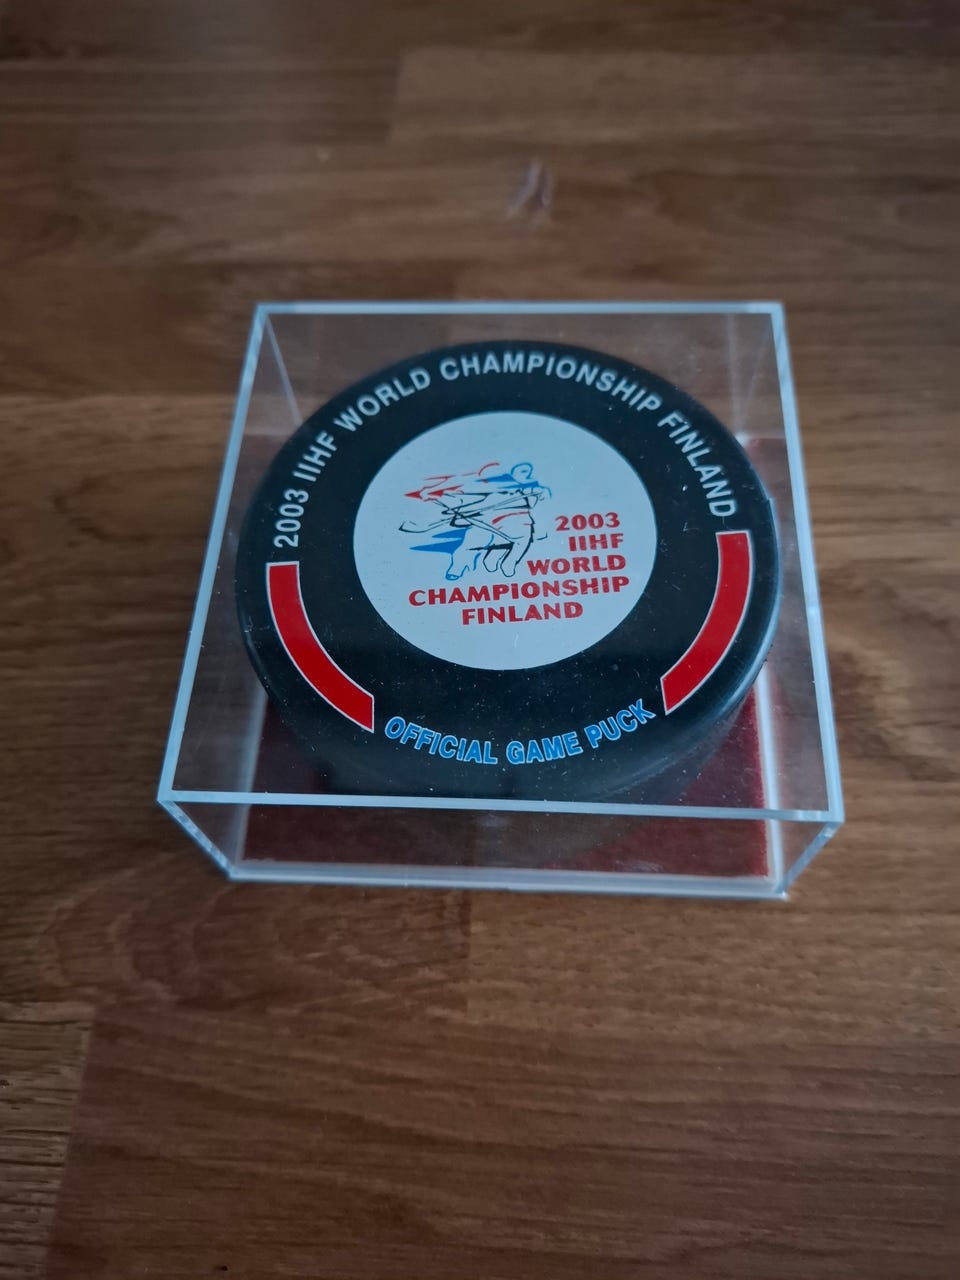 2003 IIHF WORLD CHAMPIONSHIP FINLAND
2003
IIHF
WORLD
CHAMPIONSHIP
FINLAND
OFFICIAL GAME PUCK